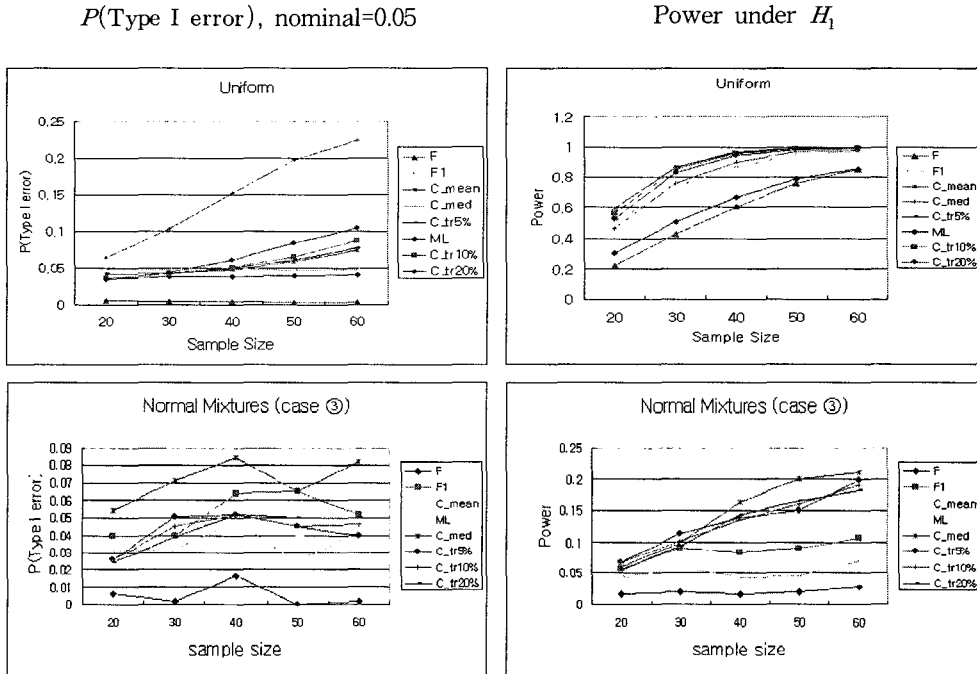 P(Type I error), nominal=0.05
Power under H₁
Uniform
0,25
0,2
0,15
0,1
0,05
0
P(Type I error)
20 30 40 50 60
Sample Size
F
F1
C_mean
C_med
C_tr5%
ML
C_tr10%
C_tr20%
Uniform
1.2
1
0.8
0.6
0.4
0.2
0
Power
20 30 40 50 60
Sample Size
F
F1
C_mean
C_med
C_tr5%
ML
C_tr10%
C_tr20%
Normal Mixtures (case ③)
0.09
0.08
0.07
0.06
0.05
0.04
0.03
0.02
0.01
0
P(Type I error)
20 30 40 50 60
sample size
F
F1
C_mean
ML
C_med
C_tr5%
C_tr10%
C_tr20%
Normal Mixtures (case ③)
0.25
0.2
0.15
0.1
0.05
0
Power
20 30 40 50 60
sample size
F
F1
C_mean
ML
C_med
C_tr5%
C_tr10%
C_tr20%